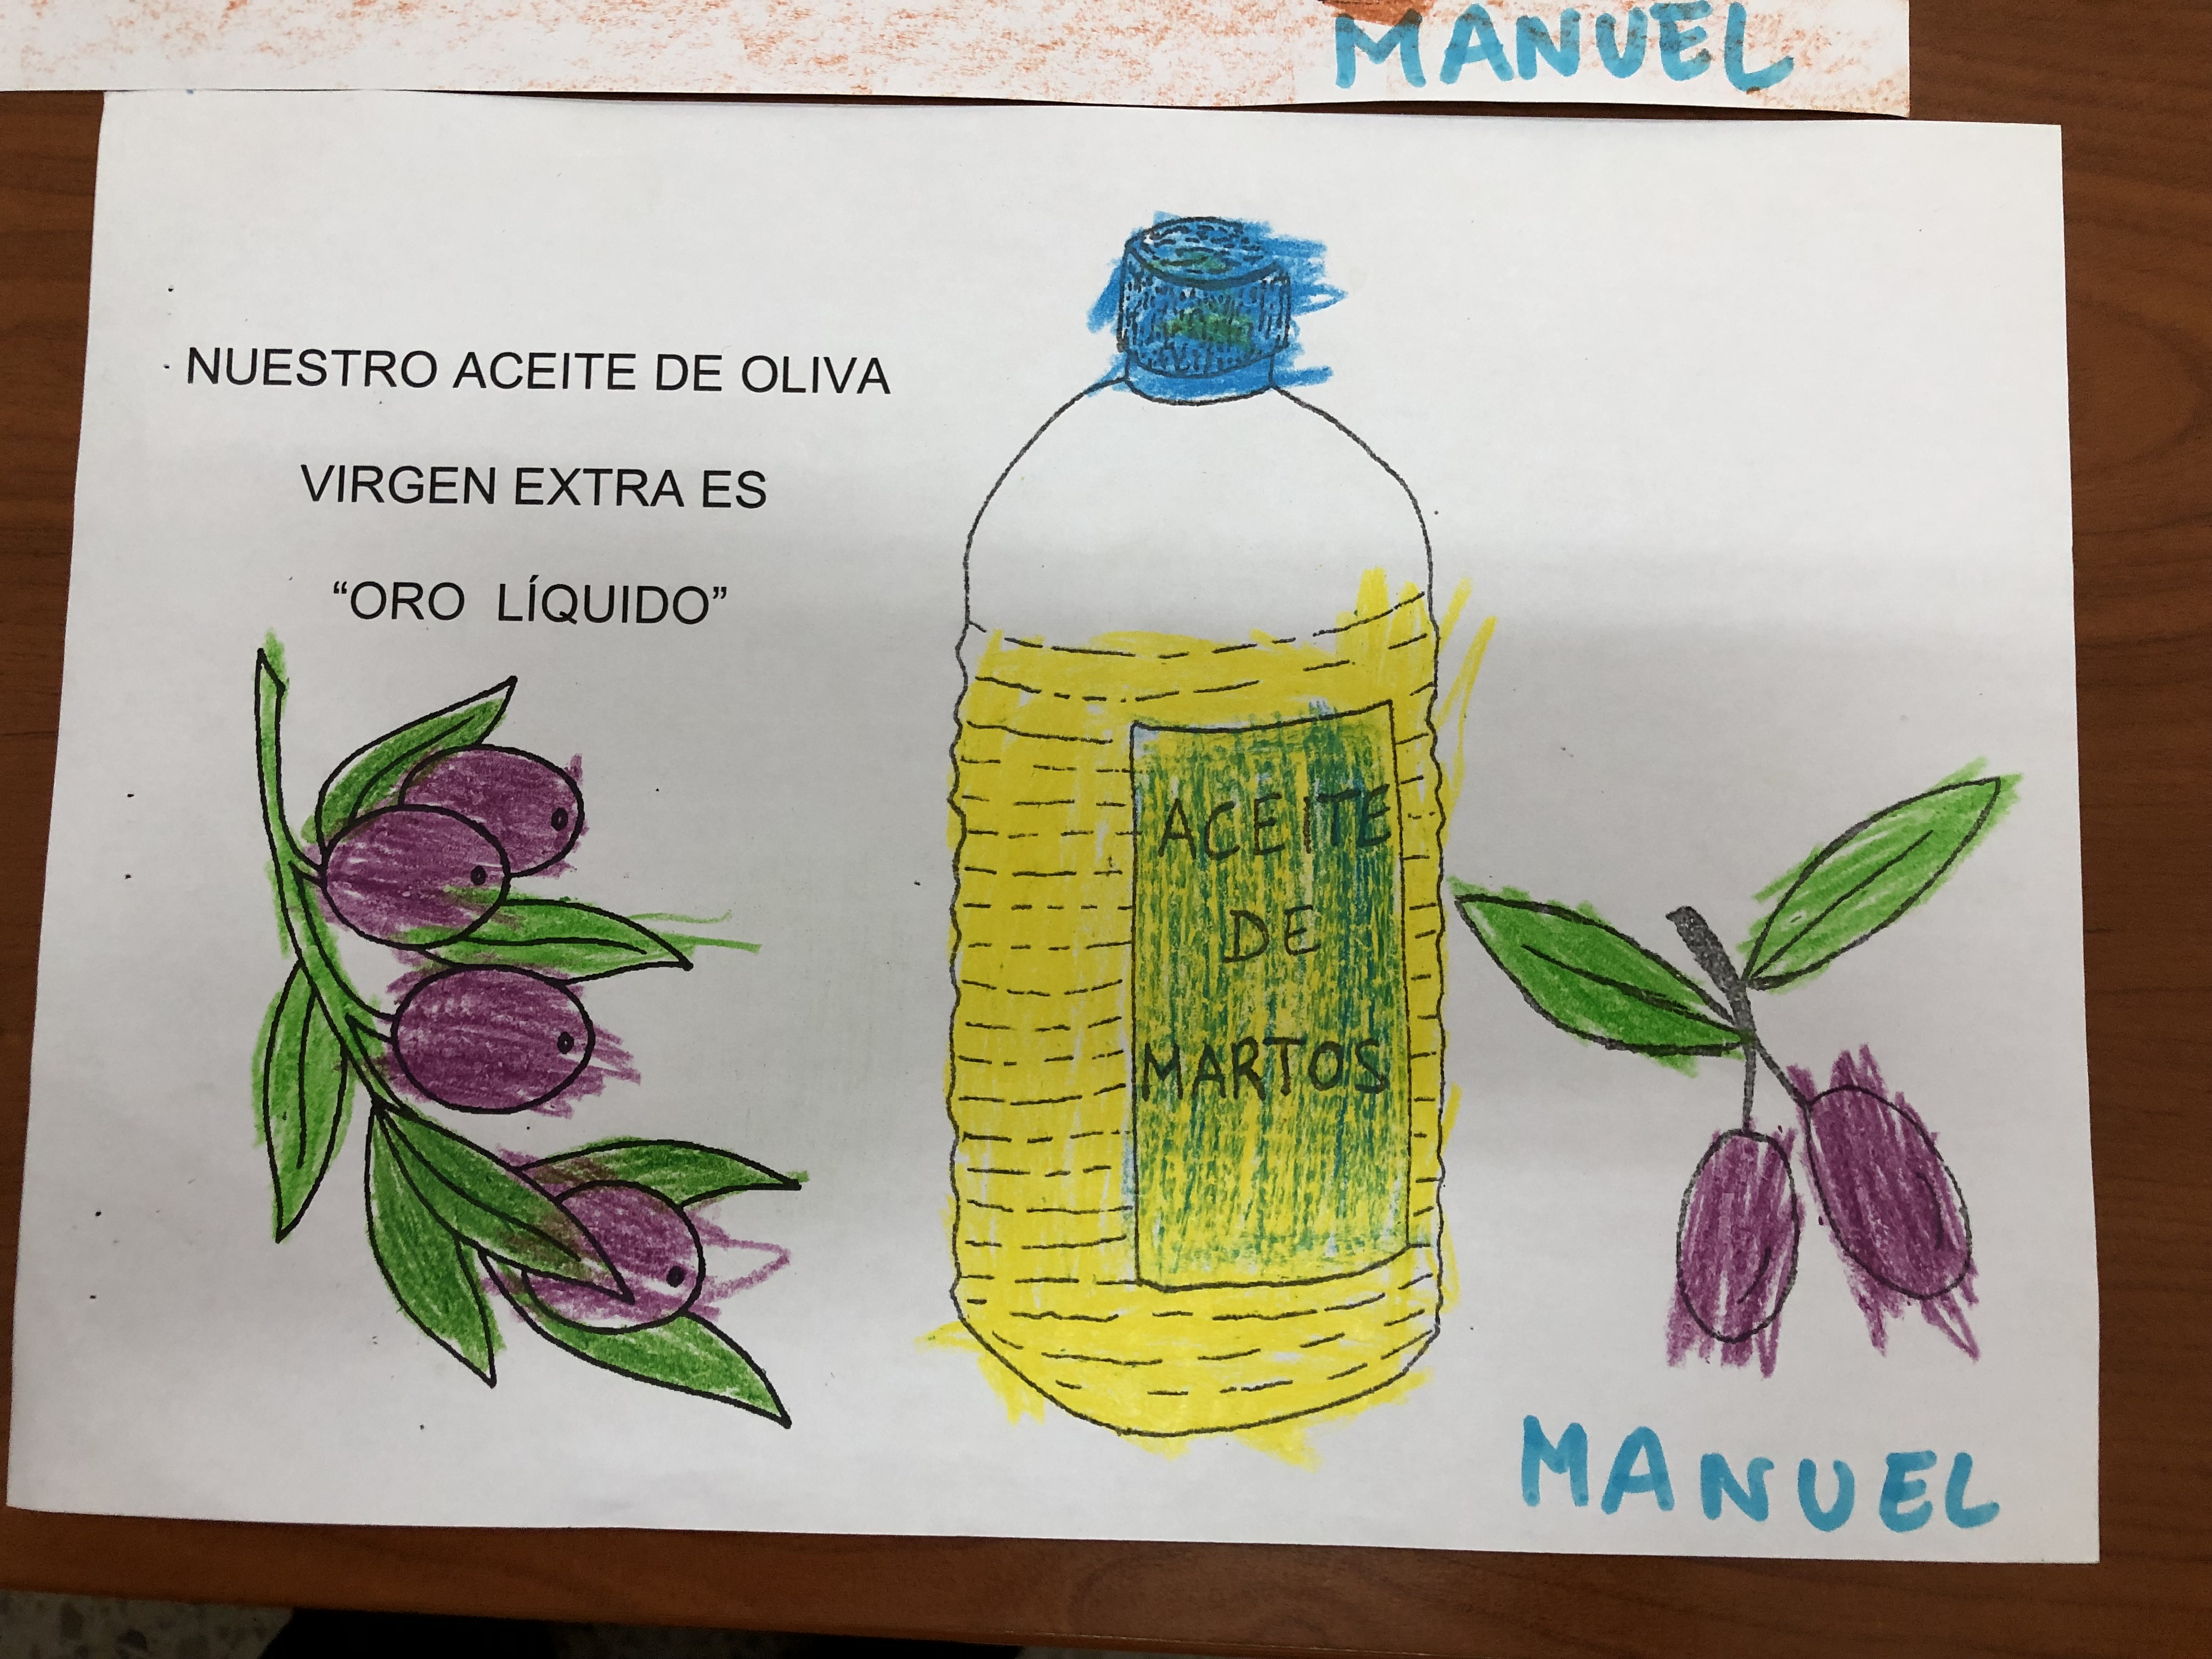 MANUEL
NUESTRO ACEITE DE OLIVA
VIRGEN EXTRA ES
“ORO LÍQUIDO”
ACEITE
DE
MARTOS
MANUEL